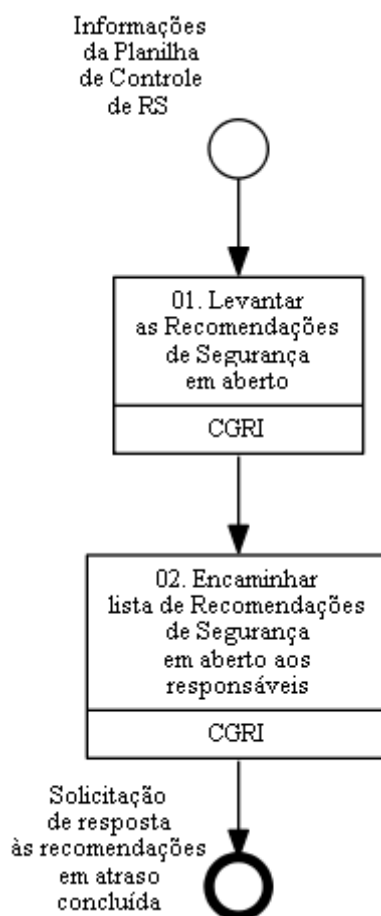 Informações
da Planilha
de Controle
de RS
01. Levantar
as Recomendações
de Segurança
em aberto
CGRI
02. Encaminhar
lista de Recomendações
de Segurança
em aberto aos
responsáveis
CGRI
Solicitação
de resposta
às recomendações
em atraso
concluída